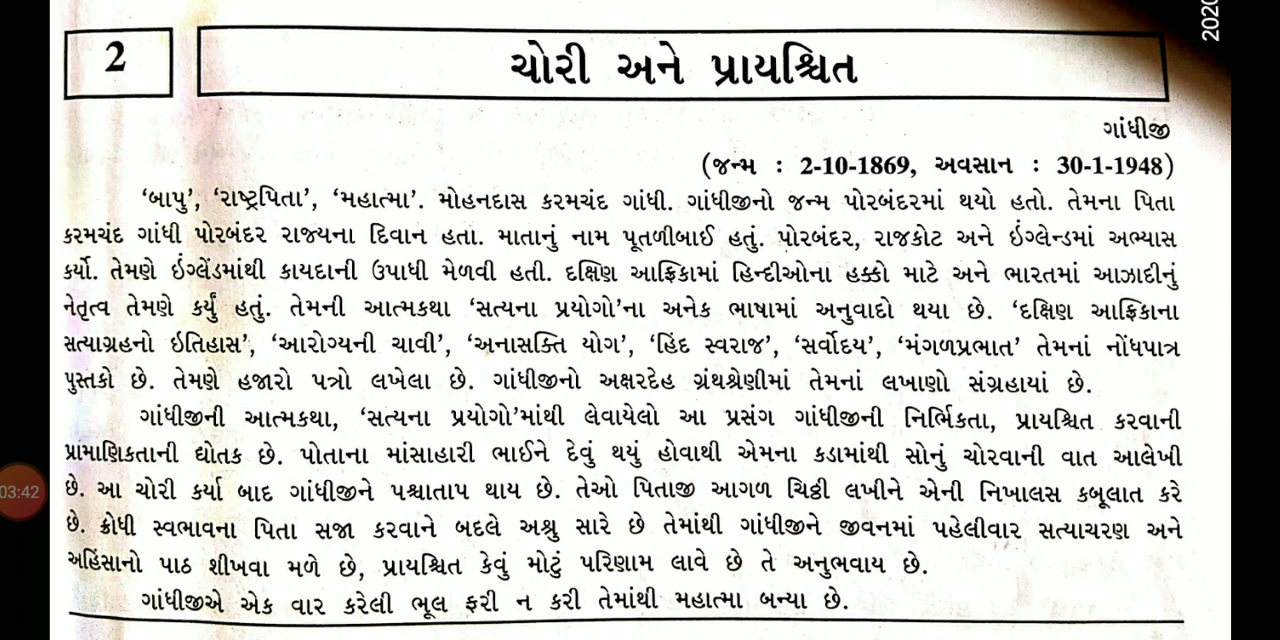 2020
2
ચોરી અને પ્રાયશ્ચિત
ગાંધીજી
(જન્મ : 2-10-1869, અવસાન : 30-1-1948)
‘બાપુ’, ‘રાષ્ટ્રપિતા’, ‘મહાત્મા’. મોહનદાસ કરમચંદ ગાંધી. ગાંધીજીનો જન્મ પોરબંદરમાં થયો હતો. તેમના પિતા
કરમચંદ ગાંધી પોરબંદર રાજ્યના દિવાન હતા. માતાનું નામ પૂતળીબાઈ હતું. પોરબંદર, રાજકોટ અને ઇંગ્લેન્ડમાં અભ્યાસ
કર્યો. તેમણે ઇંગ્લેંડમાંથી કાયદાની ઉપાધી મેળવી હતી. દક્ષિણ આફ્રિકામાં હિન્દીઓના હક્કો માટે અને ભારતમાં આઝાદીનું
નેતૃત્વ તેમણે કર્યું હતું. તેમની આત્મકથા ‘સત્યના પ્રયોગો’ના અનેક ભાષામાં અનુવાદો થયા છે. ‘દક્ષિણ આફ્રિકાના
સત્યાગ્રહનો ઇતિહાસ’, ‘આરોગ્યની ચાવી’, ‘અનાસક્તિ યોગ’, ‘હિંદ સ્વરાજ’, ‘સર્વોદય’, ‘મંગળપ્રભાત’ તેમનાં નોંધપાત્ર
પુસ્તકો છે. તેમણે હજારો પત્રો લખેલા છે. ગાંધીજીનો અક્ષરદેહ ગ્રંથશ્રેણીમાં તેમનાં લખાણો સંગ્રહાયાં છે.
ગાંધીજીની આત્મકથા, ‘સત્યના પ્રયોગો’માંથી લેવાયેલો આ પ્રસંગ ગાંધીજીની નિર્ભિકતા, પ્રાયશ્ચિત કરવાની
પ્રામાણિકતાની દ્યોતક છે. પોતાના માંસાહારી ભાઈને દેવું થયું હોવાથી એમના કડામાંથી સોનું ચોરવાની વાત આલેખી
છે. આ ચોરી કર્યા બાદ ગાંધીજીને પશ્ચાતાપ થાય છે. તેઓ પિતાજી આગળ ચિઠ્ઠી લખીને એની નિખાલસ કબૂલાત કરે
છે. ક્રોધી સ્વભાવના પિતા સજા કરવાને બદલે અશ્રુ સારે છે તેમાંથી ગાંધીજીને જીવનમાં પહેલીવાર સત્યાચરણ અને
અહિંસાનો પાઠ શીખવા મળે છે, પ્રાયશ્ચિત કેવું મોટું પરિણામ લાવે છે તે અનુભવાય છે.
ગાંધીજીએ એક વાર કરેલી ભૂલ ફરી ન કરી તેમાંથી મહાત્મા બન્યા છે.
03:42